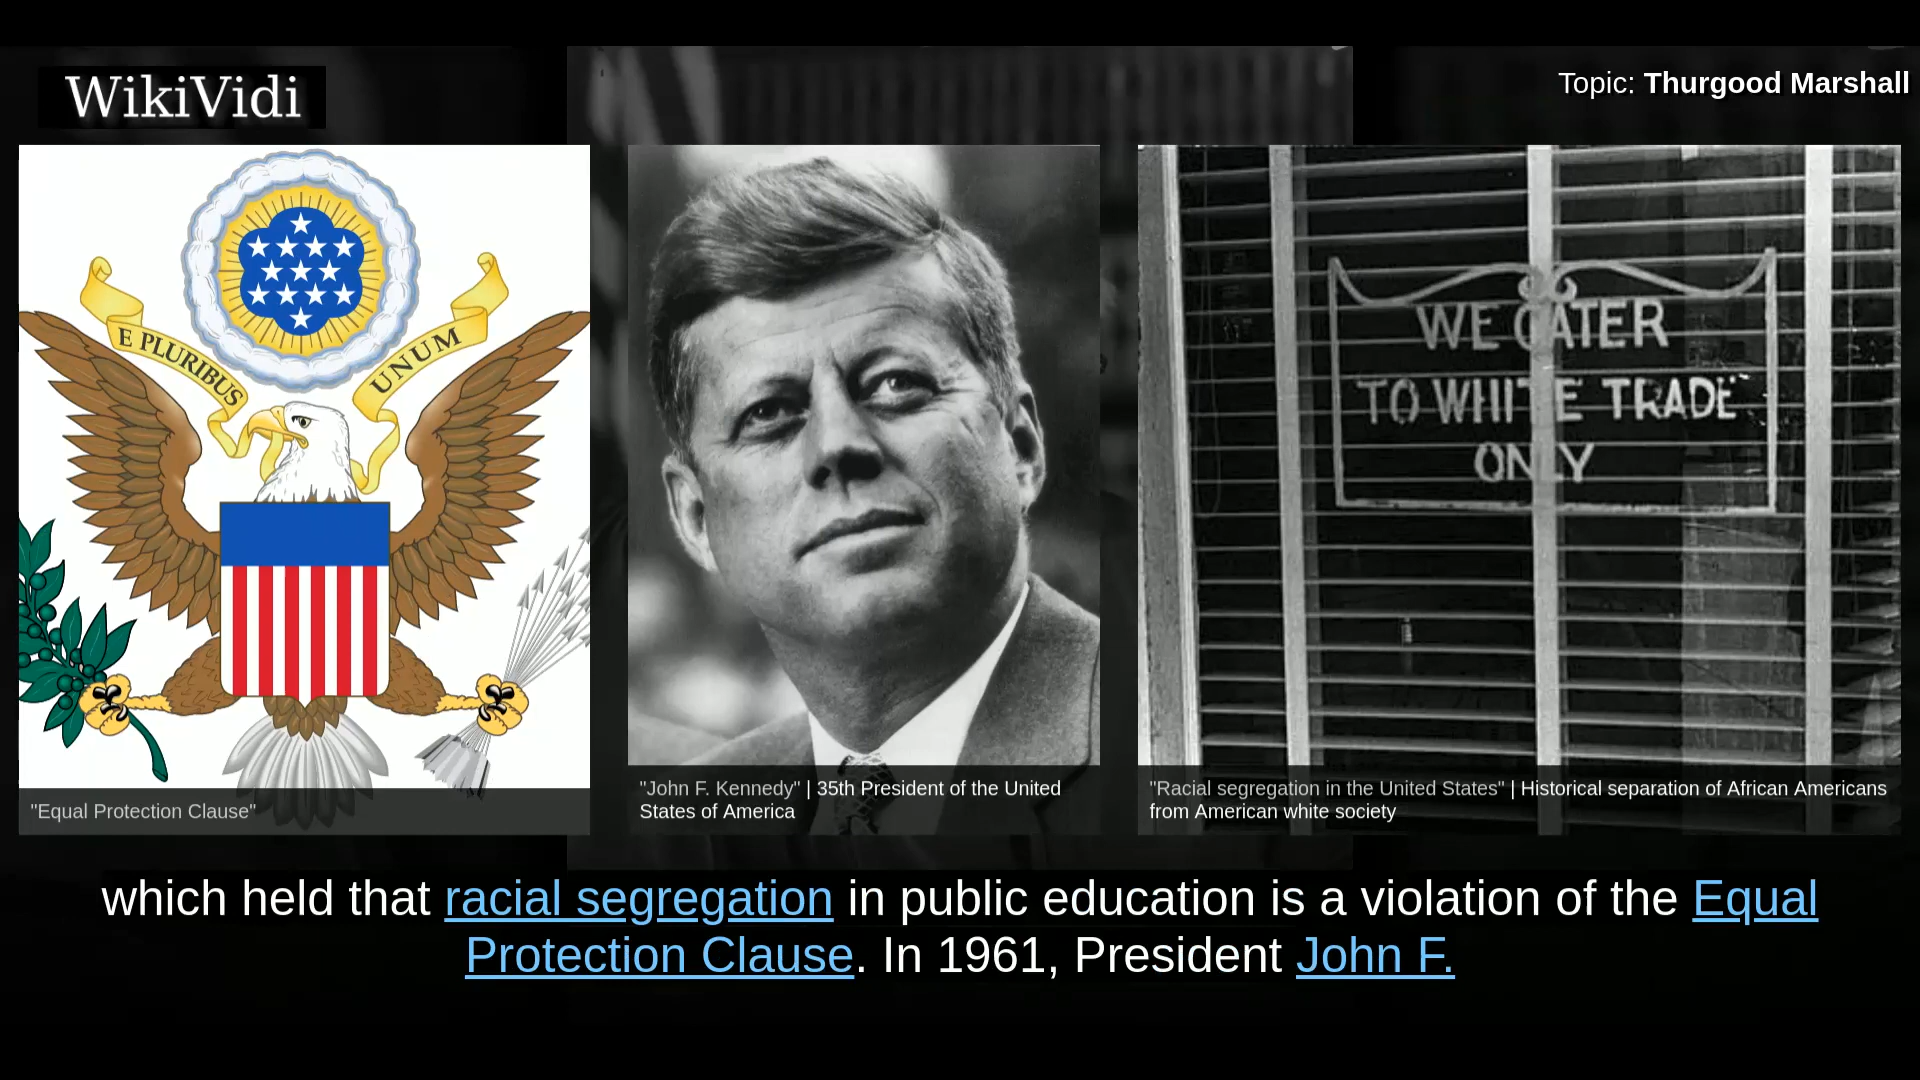 WikiVidi
Topic: Thurgood Marshall
E PLURIBUS UNUM
WE CATER
TO WHITE TRADE
ONLY
"Equal Protection Clause"
"John F. Kennedy" | 35th President of the United
States of America
"Racial segregation in the United States" | Historical separation of African Americans
from American white society
which held that racial segregation in public education is a violation of the Equal
Protection Clause. In 1961, President John F.